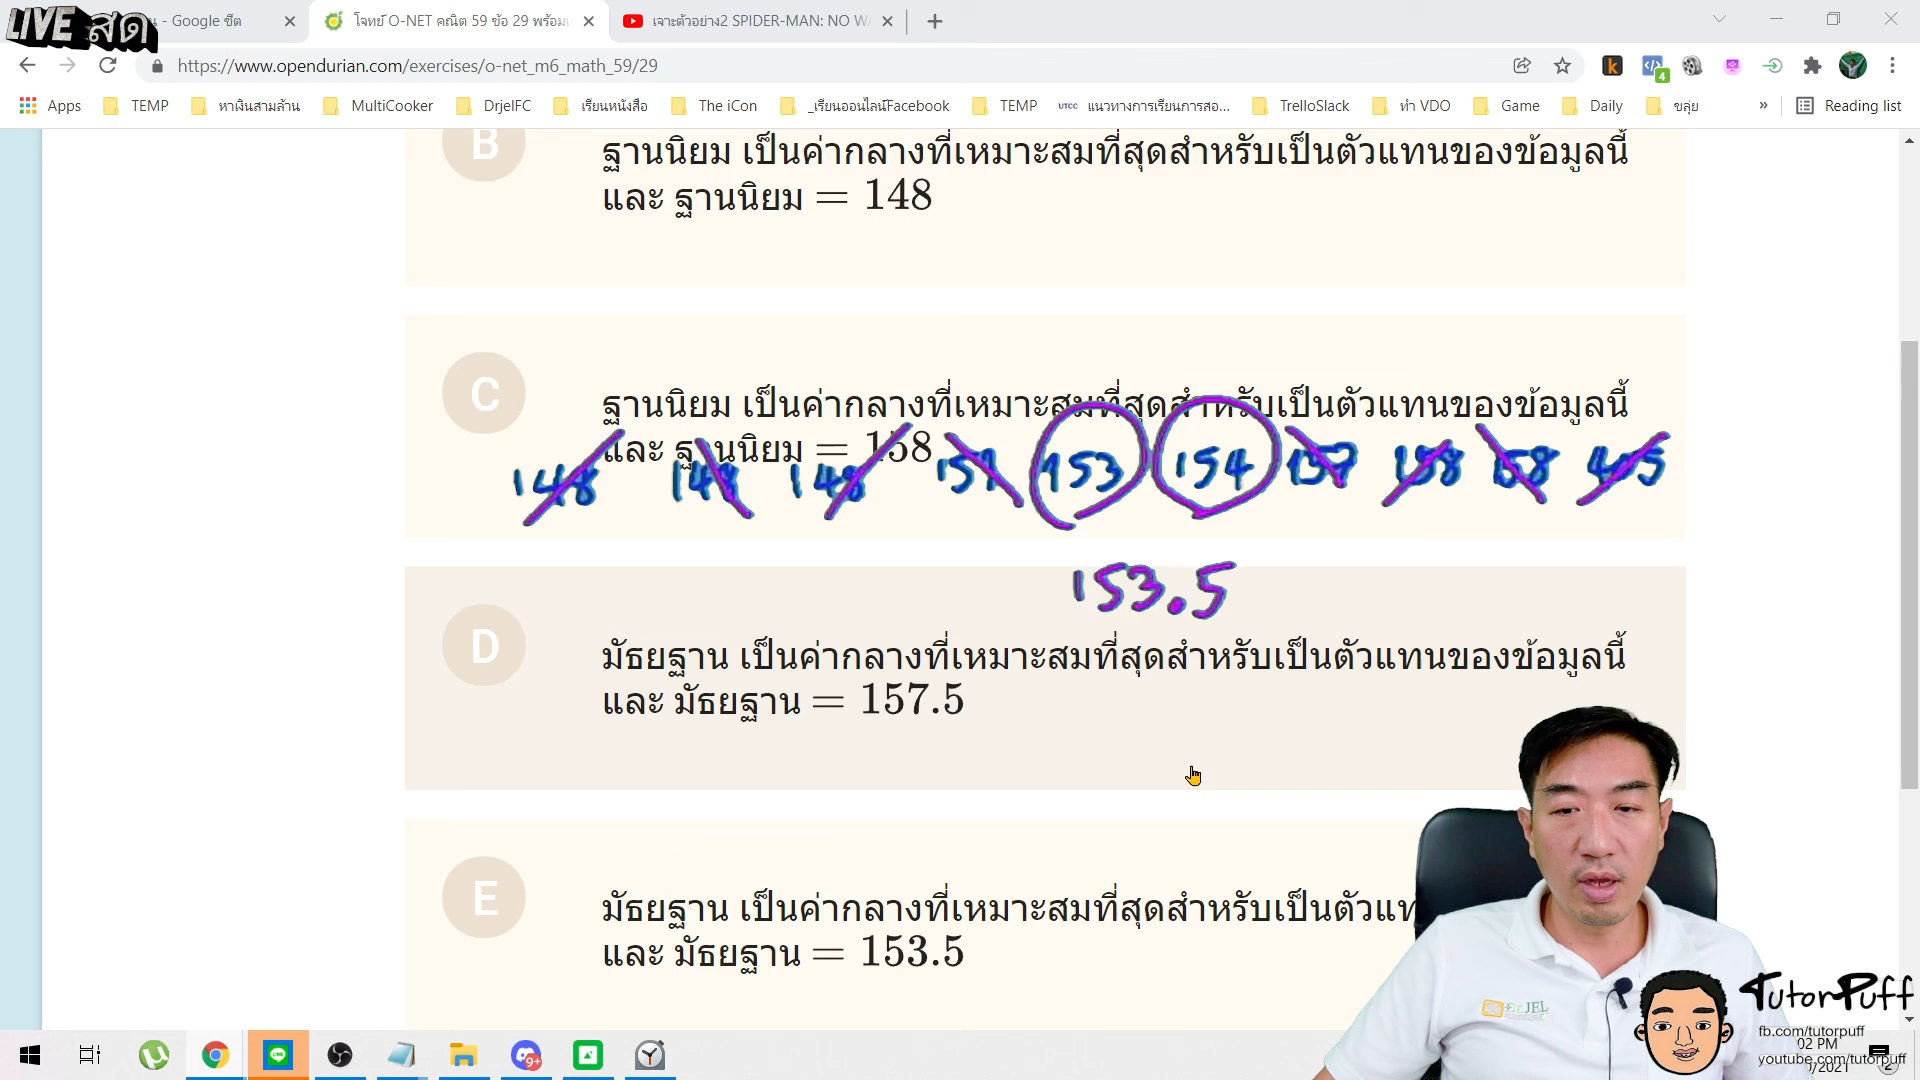 LIVE สด
น - Google ชีต
โจทย์ O-NET คณิต 59 ข้อ 29 พร้อมเ
เจาะตัวอย่าง2 SPIDER-MAN: NO WA
https://www.opendurian.com/exercises/o-net_m6_math_59/29
4
Apps
TEMP
หาเงินสามล้าน
MultiCooker
DrjelFC
เรียนหนังสือ
The iCon
_เรียนออนไลน์Facebook
TEMP
UTCC แนวทางการเรียนการสอ...
TrelloSlack
ทำ VDO
Game
Daily
ขลุ่ย
»
Reading list
B
ฐานนิยม เป็นค่ากลางที่เหมาะสมที่สุดสำหรับเป็นตัวแทนของข้อมูลนี้
และ ฐานนิยม = 148
C
ฐานนิยม เป็นค่ากลางที่เหมาะสมที่สุดสำหรับเป็นตัวแทนของข้อมูลนี้
และ ฐานนิยม = 158
148 148 148 151 153 154 157 158 158 405
153.5
D
มัธยฐาน เป็นค่ากลางที่เหมาะสมที่สุดสำหรับเป็นตัวแทนของข้อมูลนี้
และ มัธยฐาน = 157.5
E
มัธยฐาน เป็นค่ากลางที่เหมาะสมที่สุดสำหรับเป็นตัวแท
และ มัธยฐาน = 153.5
Dr.JEL
TutorPuff
fb.com/tutorpuff
02 PM
youtube.com/tutorpuff
/2021
9+
2